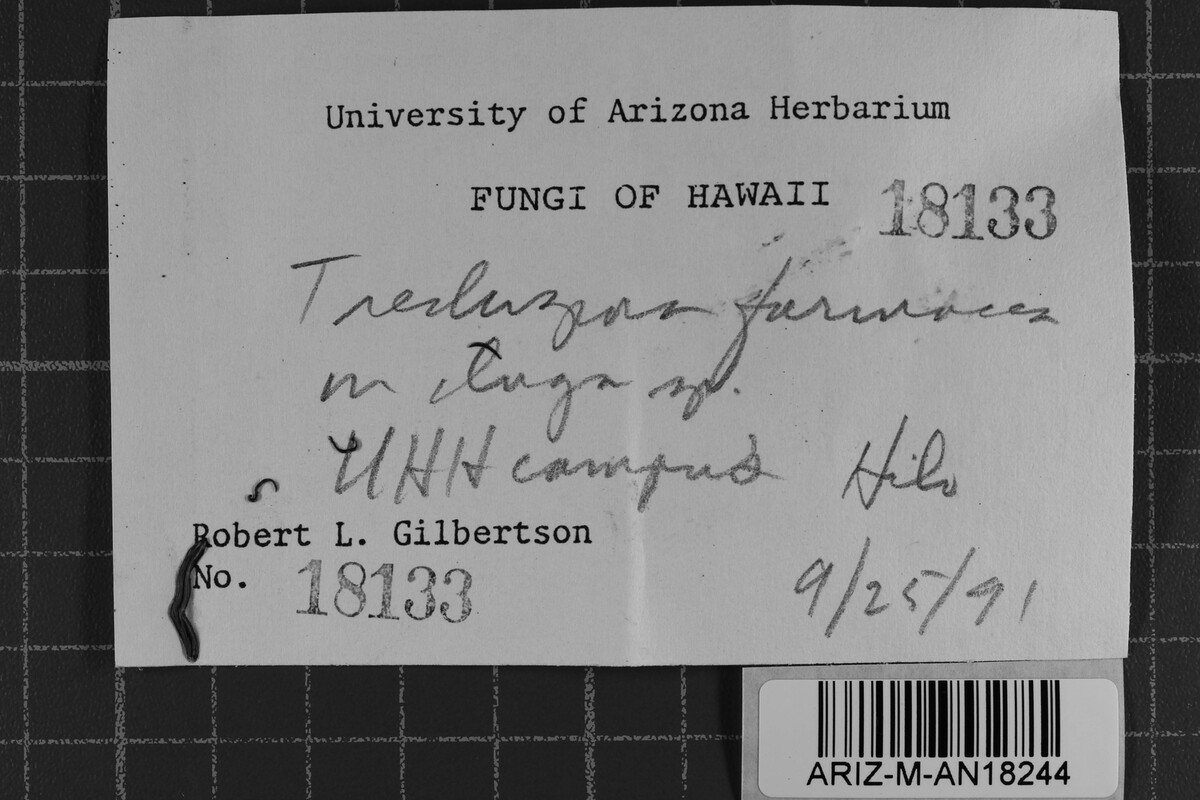 University of Arizona Herbarium
FUNGI OF HAWAII 18133
Trechispora farinacea
on
sp.
UHH campus Hilo
Robert L. Gilbertson
No. 18133
9/25/91
ARIZ-M-AN18244